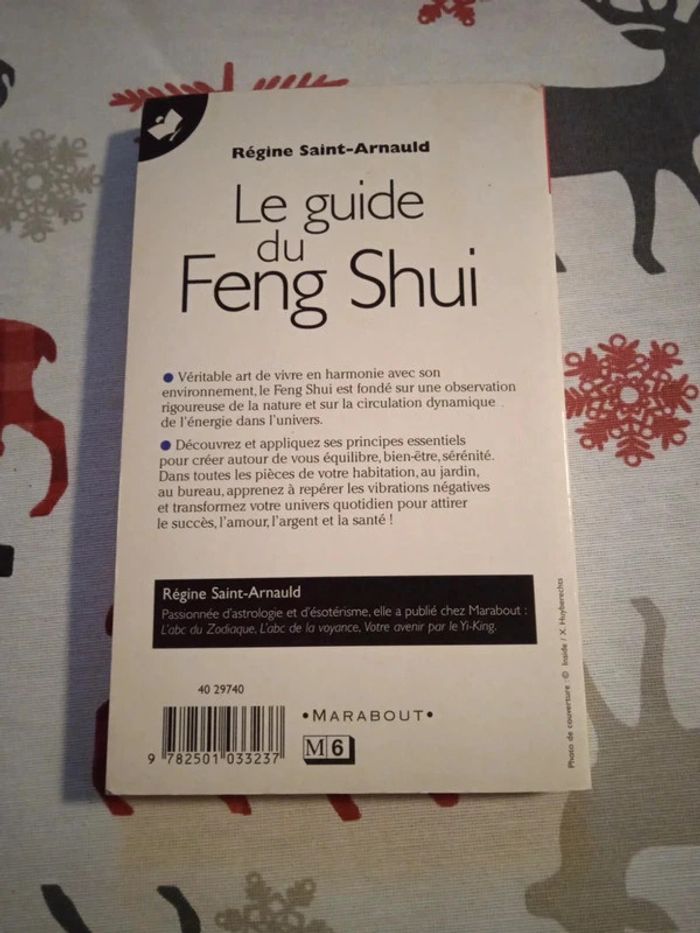 Régine Saint-Arnauld
Le guide
du
Feng Shui
● Véritable art de vivre en harmonie avec son
environnement, le Feng Shui est fondé sur une observation
rigoureuse de la nature et sur la circulation dynamique
de l'énergie dans l'univers.
● Découvrez et appliquez ses principes essentiels
pour créer autour de vous équilibre, bien-être, sérénité.
Dans toutes les pièces de votre habitation, au jardin,
au bureau, apprenez à repérer les vibrations négatives
et transformez votre univers quotidien pour attirer
le succès, l'amour, l'argent et la santé !
Régine Saint-Arnauld
Passionnée d'astrologie et d'ésotérisme, elle a publié chez Marabout :
L'abc du Zodiaque, L'abc de la voyance, Votre avenir par le Yi-King.
40 29740
9 782501 033237
•MARABOUT•
M6
Photo de couverture : © Inside / X. Huyberechts